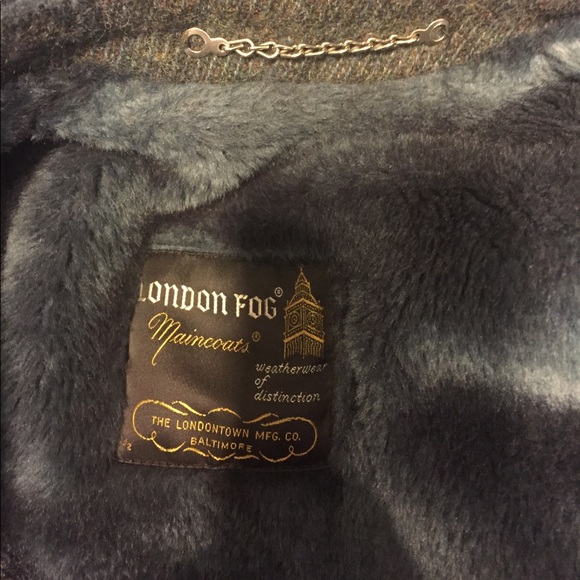 LONDON FOG®
Maincoats®
weatherwear
of
distinction
THE LONDONTOWN MFG. CO.
BALTIMORE